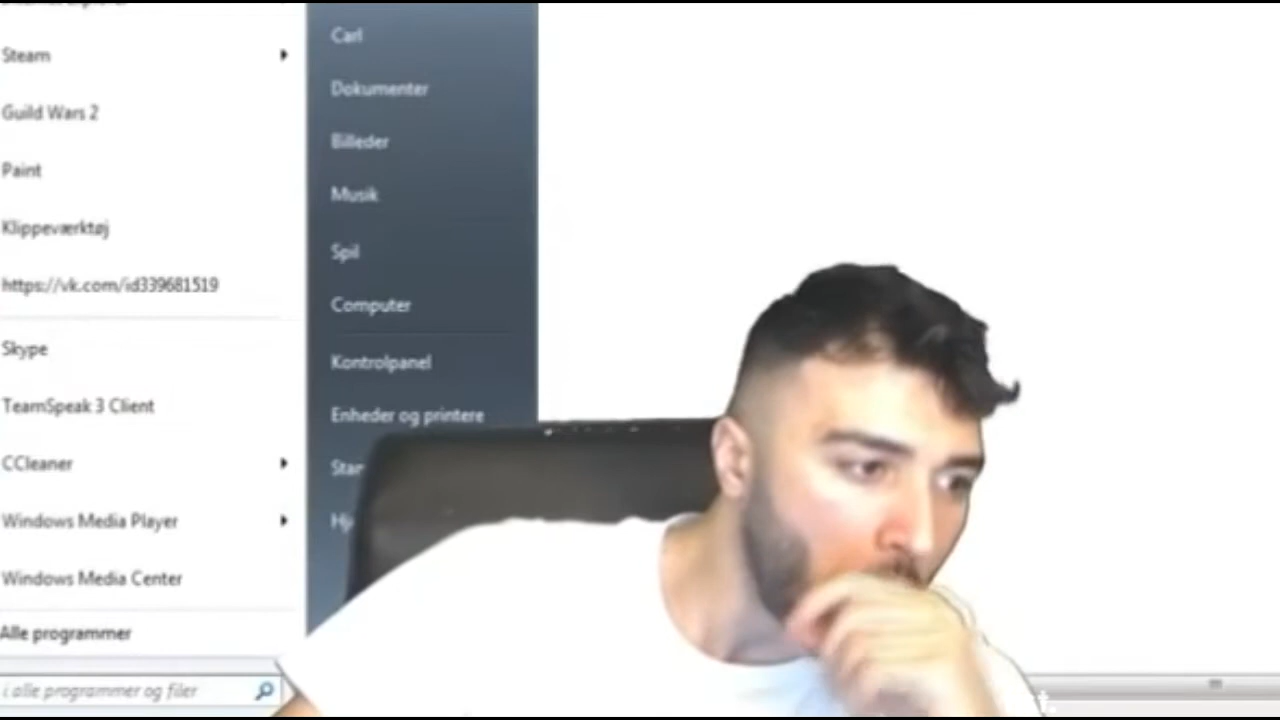 Steam
Guild Wars 2
Paint
Klippeværktøj
https://vk.com/id339681519
Skype
TeamSpeak 3 Client
CCleaner
Windows Media Player
Windows Media Center
Alle programmer
i alle programmer og filer
Carl
Dokumenter
Billeder
Musik
Spil
Computer
Kontrolpanel
Enheder og printere